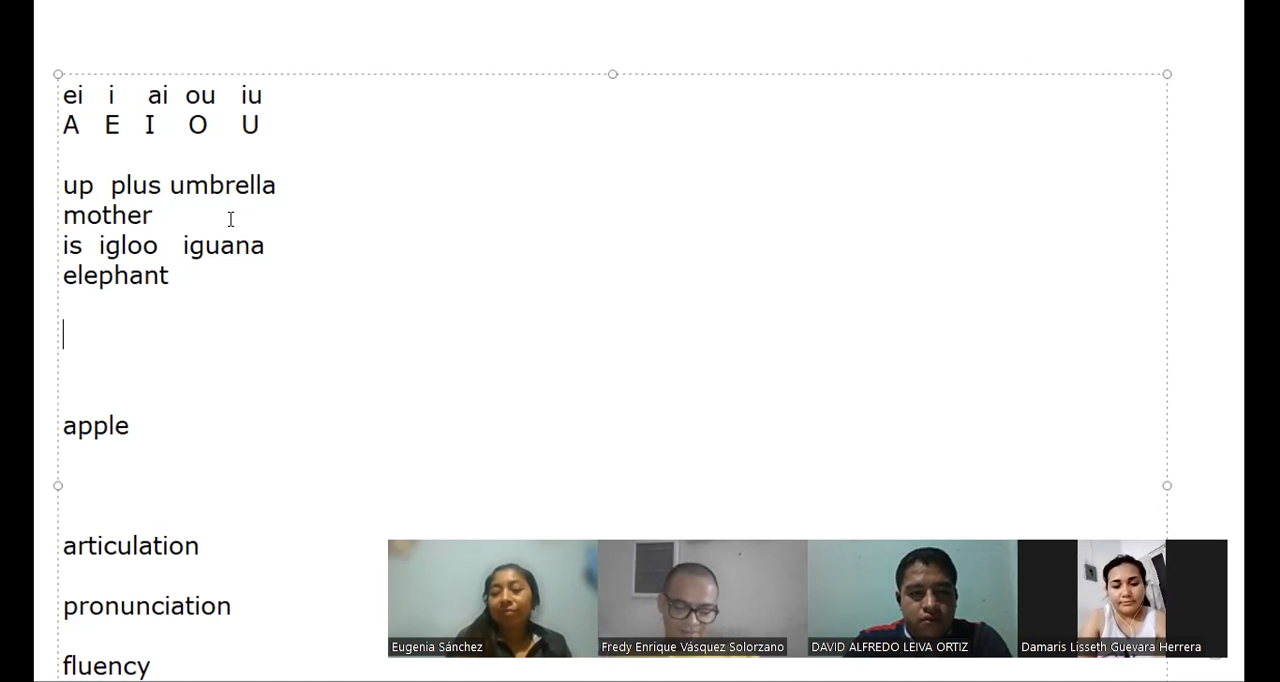 ei i ai ou iu
A E I O U
up plus umbrella
mother
is igloo iguana
elephant
apple
articulation
pronunciation
fluency
Eugenia Sánchez
Fredy Enrique Vásquez Solorzano
DAVID ALFREDO LEIVA ORTIZ
Damaris Lisseth Guevara Herrera